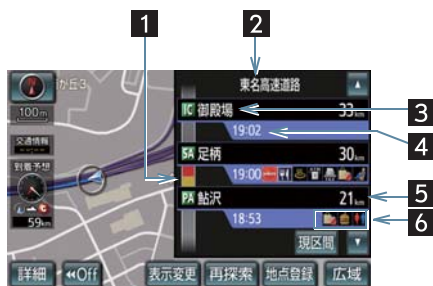 1
2
東名高速道路
が丘3
IC 御殿場 33km
3
100m
19:02
4
交通情報
SA 足柄 30km
到着予想
19:00
PA 鮎沢 21km
5
59km
18:53
6
現区間
詳細 ◀◀Off 表示変更 再探索 地点登録 広域